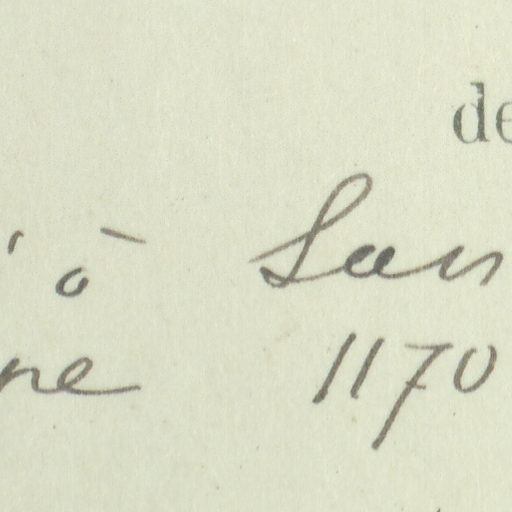 de
à San
ne 1170